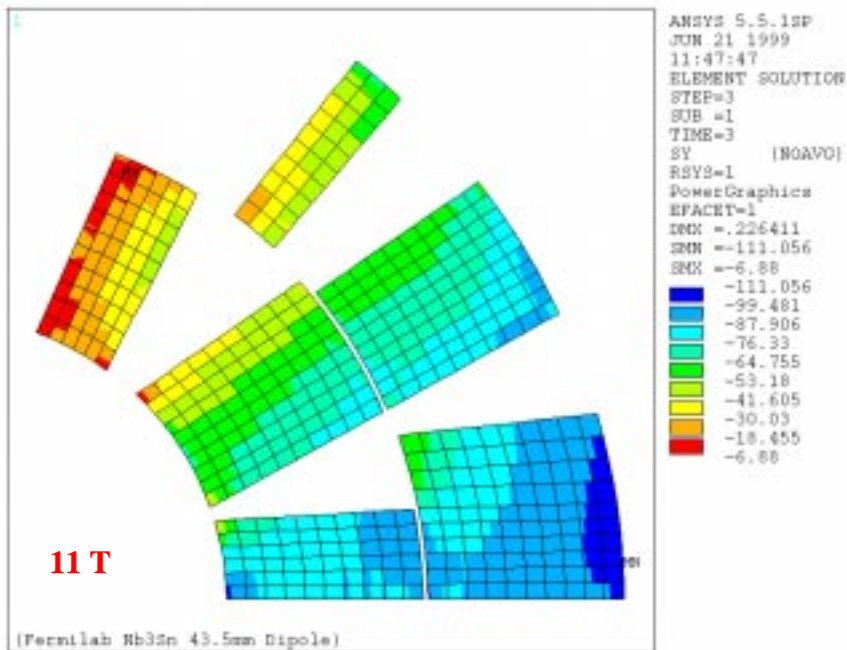 1
ANSYS 5.5.1SP
JUN 21 1999
11:47:47
ELEMENT SOLUTION
STEP=3
SUB =1
TIME=3
SY (NOAVG)
RSYS=1
PowerGraphics
EFACET=1
DMX =.226411
SMN =-111.056
SMX =-6.88
-111.056
-99.481
-87.906
-76.33
-64.755
-53.18
-41.605
-30.03
-18.455
-6.88
MX
MN
11 T
(Fermilab Nb3Sn 43.5mm Dipole)